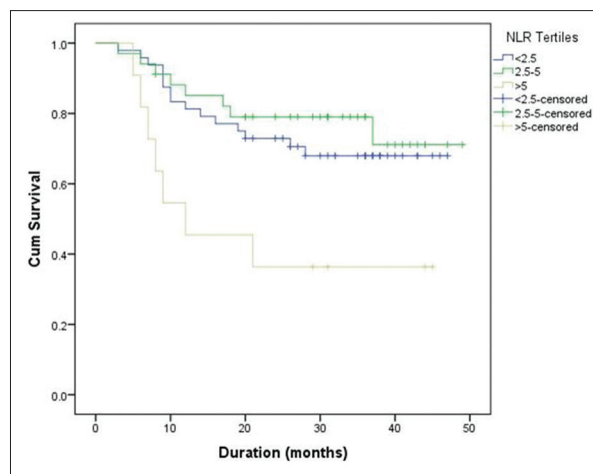 NLR Tertiles
<2.5
2.5-5
>5
<2.5-censored
2.5-5-censored
>5-censored
Cum Survival
1.0
0.8
0.6
0.4
0.2
0.0
0 10 20 30 40 50
Duration (months)